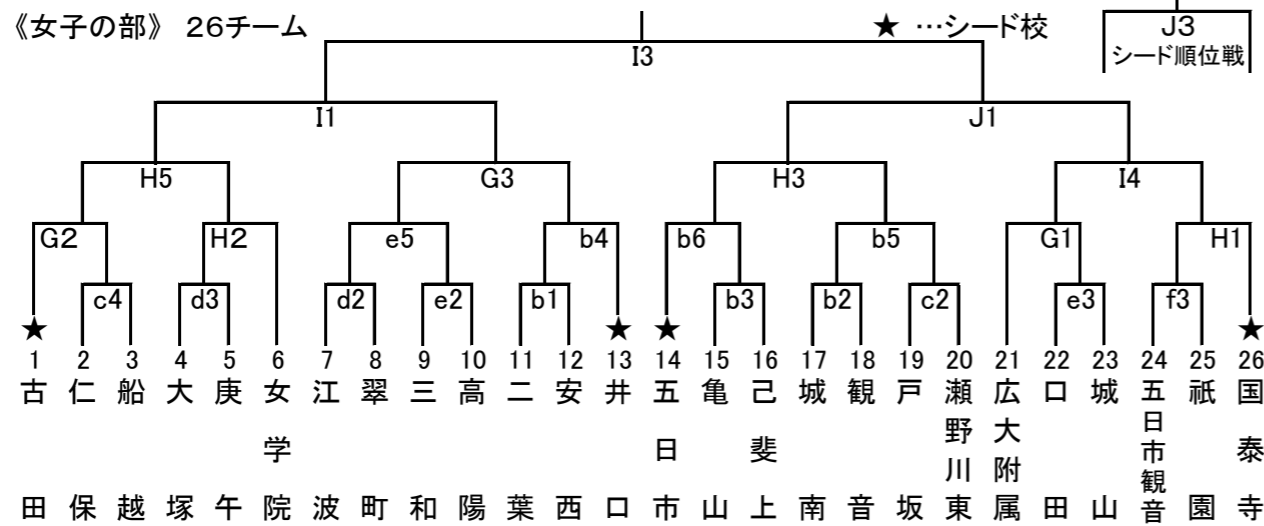 《女子の部》 26チーム
★ …シード校
J3
シード順位戦
I3
I1 J1
H5 G3 H3 I4
G2 H2 e5 b4 b6 b5 G1 H1
c4 d3 d2 e2 b1 b3 b2 c2 e3 f3
★ ★ ★ ★
1 2 3 4 5 6 7 8 9 10 11 12 13 14 15 16 17 18 19 20 21 22 23 24 25 26
古田
仁保
船越
大塚
庚午
女学院
江波
翠町
三和
高陽
二葉
安西
井口
五日市
亀山
己斐上
城南
観音
戸坂
瀬野川東
広大附属
口田
城山
五日市観音
祇園
国泰寺